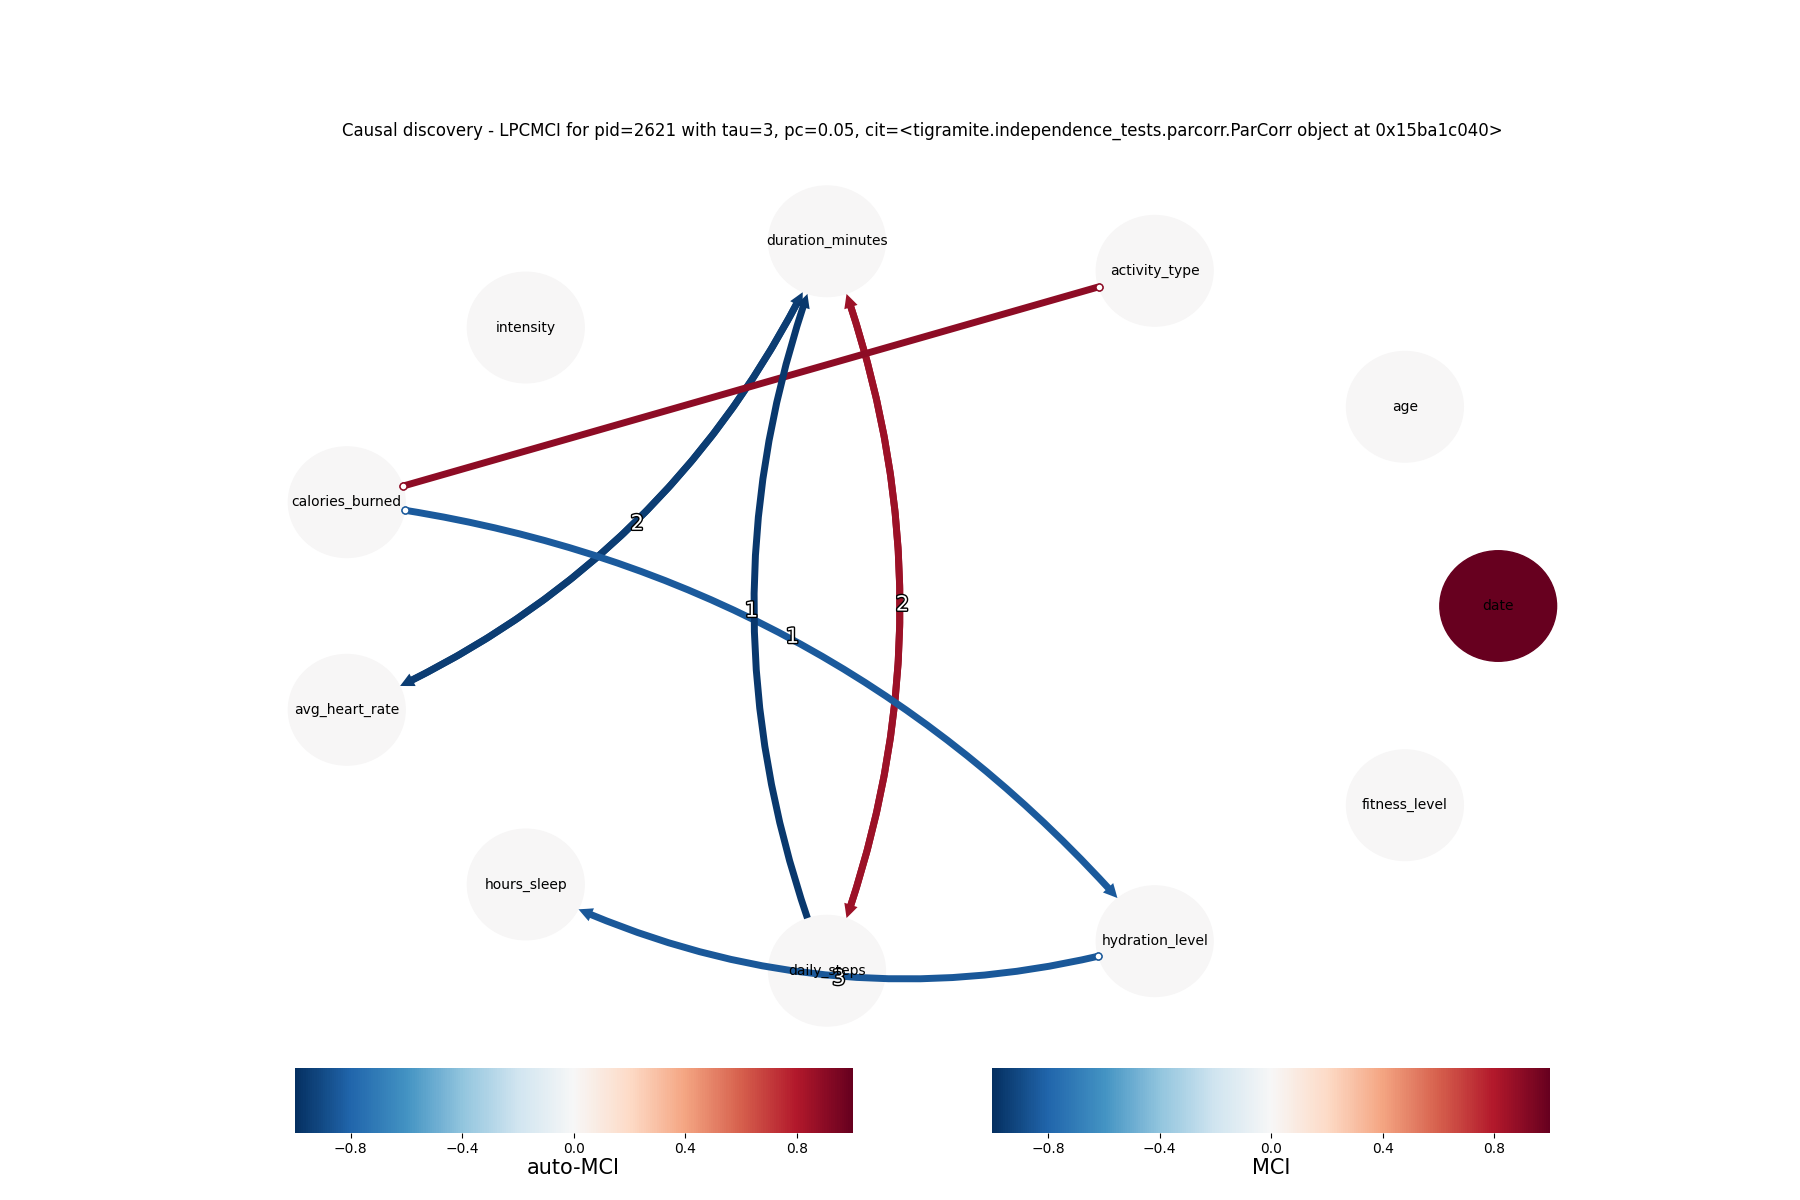 Causal discovery - LPCMCI for pid=2621 with tau=3, pc=0.05, cit=<tigramite.independence_tests.parcorr.ParCorr object at 0x15ba1c040>
duration_minutes
activity_type
intensity
age
calories_burned
2
1
2
1
date
avg_heart_rate
fitness_level
hours_sleep
hydration_level
daily_steps
3
−0.8 −0.4 0.0 0.4 0.8
auto-MCI
−0.8 −0.4 0.0 0.4 0.8
MCI